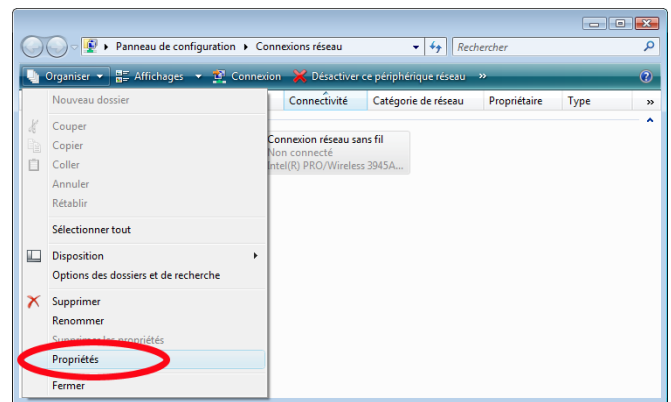 Panneau de configuration Connexions réseau Rechercher
Organiser Affichages Connexion Désactiver ce périphérique réseau »
Connectivité Catégorie de réseau Propriétaire Type »
Nouveau dossier
Couper
Copier
Coller
Annuler
Rétablir
Sélectionner tout
Disposition
Options des dossiers et de recherche
Supprimer
Renommer
Supprimer les propriétés
Propriétés
Fermer
Connexion réseau sans fil
Non connecté
Intel(R) PRO/Wireless 3945A...